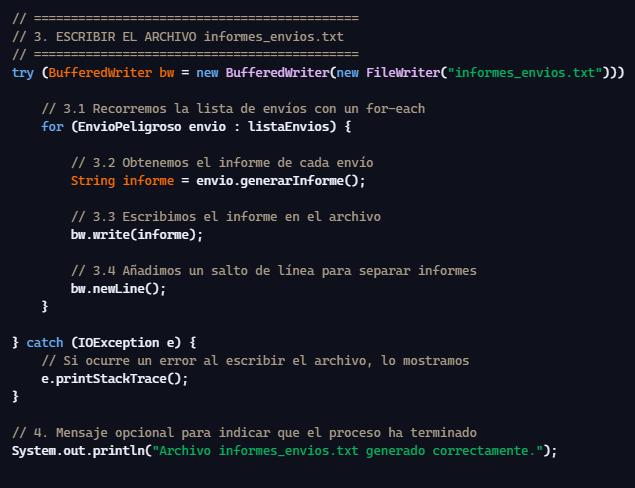 // ============================================
// 3. ESCRIBIR EL ARCHIVO informes_envios.txt
// ============================================
try (BufferedWriter bw = new BufferedWriter(new FileWriter("informes_envios.txt")))
// 3.1 Recorremos la lista de envíos con un for-each
for (EnvioPeligroso envio : listaEnvios) {
// 3.2 Obtenemos el informe de cada envío
String informe = envio.generarInforme();
// 3.3 Escribimos el informe en el archivo
bw.write(informe);
// 3.4 Añadimos un salto de línea para separar informes
bw.newLine();
}
} catch (IOException e) {
// Si ocurre un error al escribir el archivo, lo mostramos
e.printStackTrace();
}
// 4. Mensaje opcional para indicar que el proceso ha terminado
System.out.println("Archivo informes_envios.txt generado correctamente.");